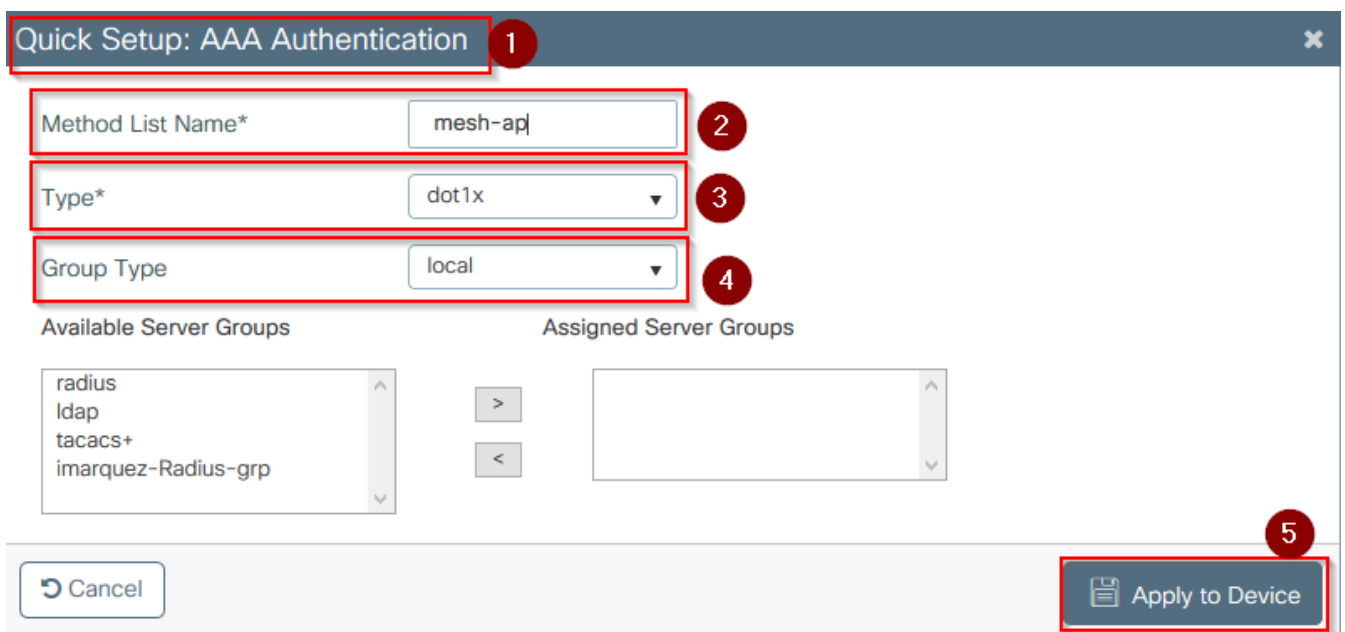 Quick Setup: AAA Authentication 1 ✖
Method List Name* mesh-ap 2
Type* dot1x ▼ 3
Group Type local ▼ 4
Available Server Groups Assigned Server Groups
radius
ldap >
tacacs+
imarquez-Radius-grp <
5
Cancel Apply to Device